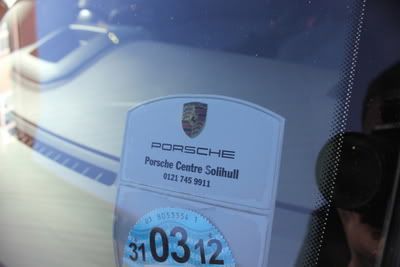 PORSCHE
Porsche Centre Solihull
0121 745 9911
31 03 12